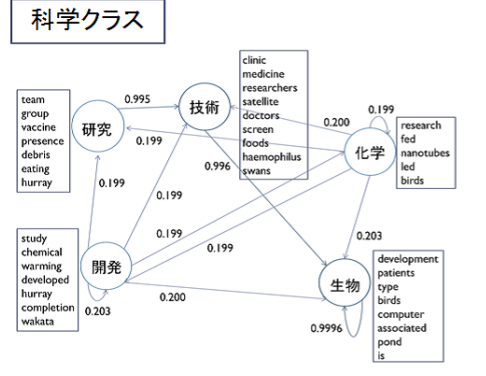 科学クラス
team
group
vaccine
presence
debris
eating
hurray
研究
0.995
技術
clinic
medicine
researchers
satellite
doctors
screen
foods
haemophilus
swans
0.200
0.199
化学
research
fed
nanotubes
led
birds
0.199
0.996
0.199
0.199
0.199
0.199
0.203
study
chemical
warming
developed
hurray
completion
wakata
開発
0.203
0.200
生物
0.9996
development
patients
type
birds
computer
associated
pond
is